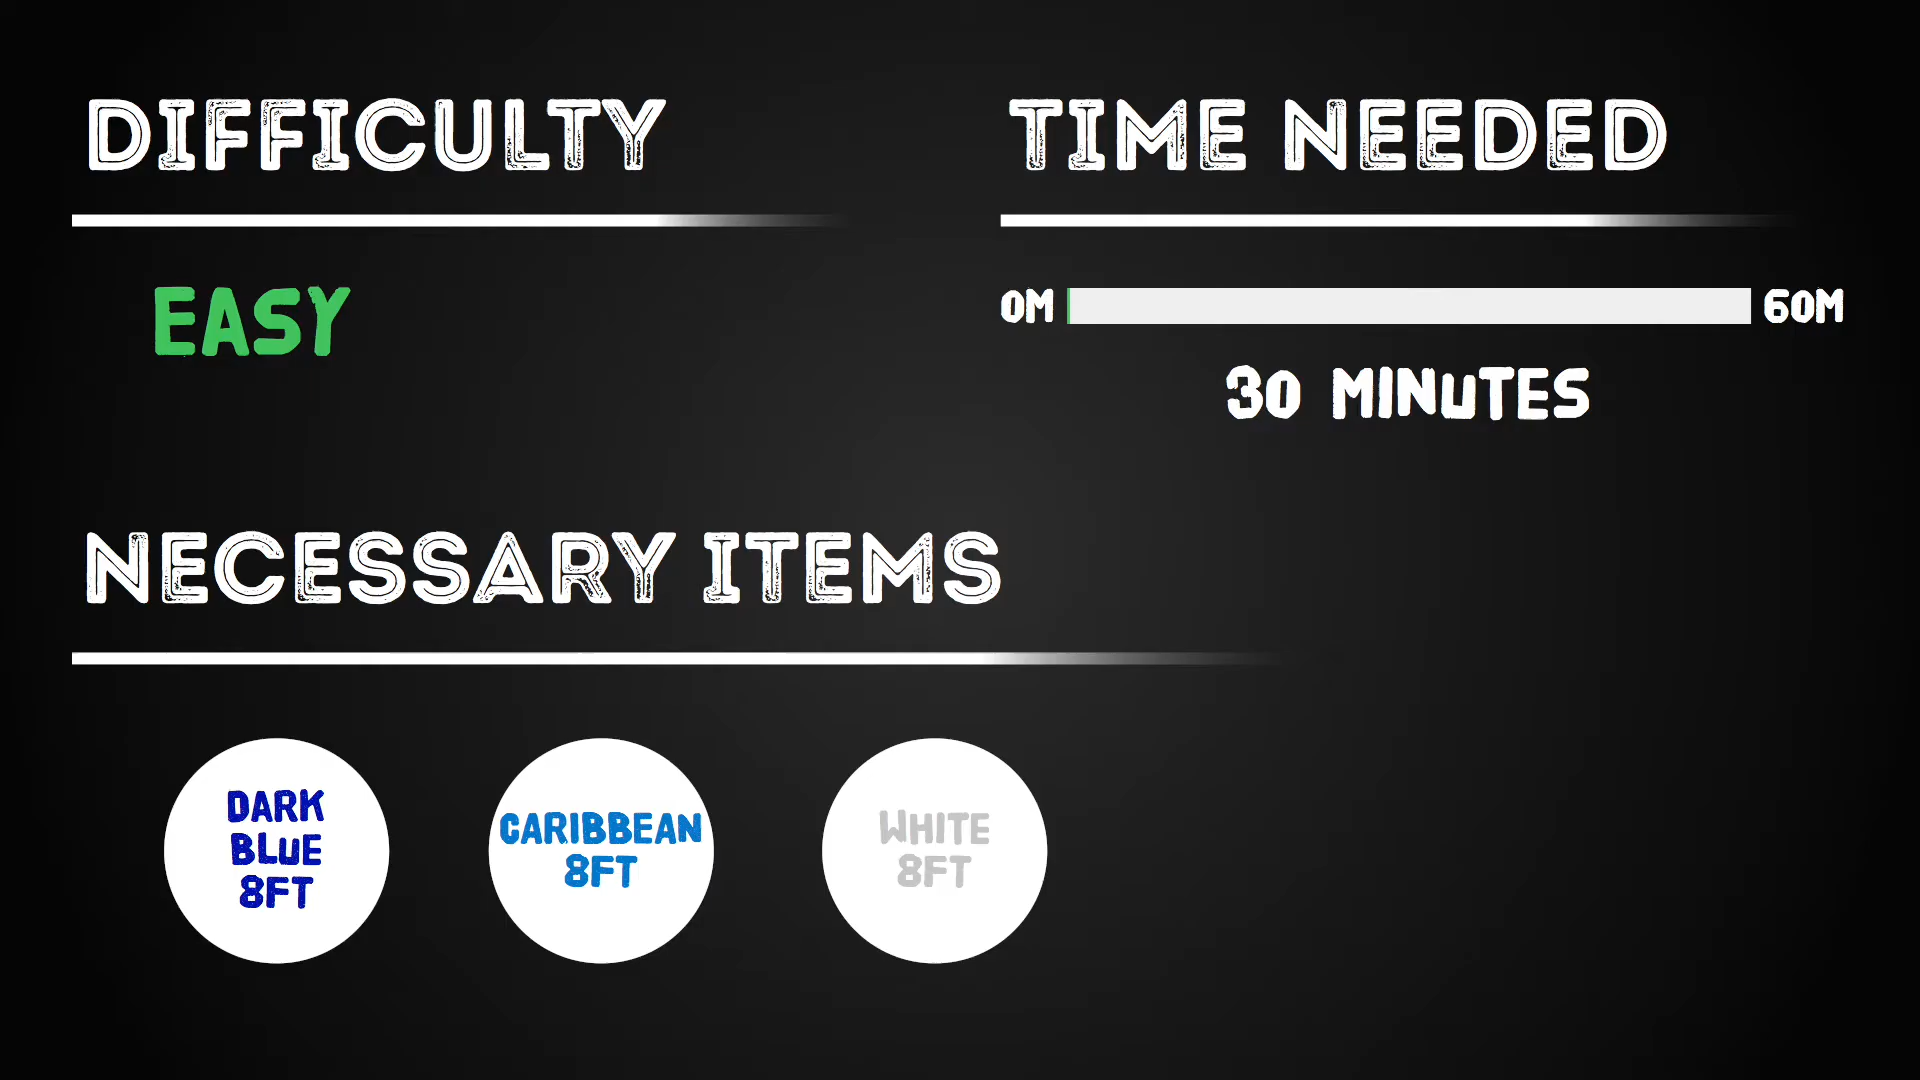 DIFFICULTY
EASY
TIME NEEDED
0M 60M
30 MINUTES
NECESSARY ITEMS
DARK
BLUE
8FT
CARIBBEAN
8FT
WHITE
8FT